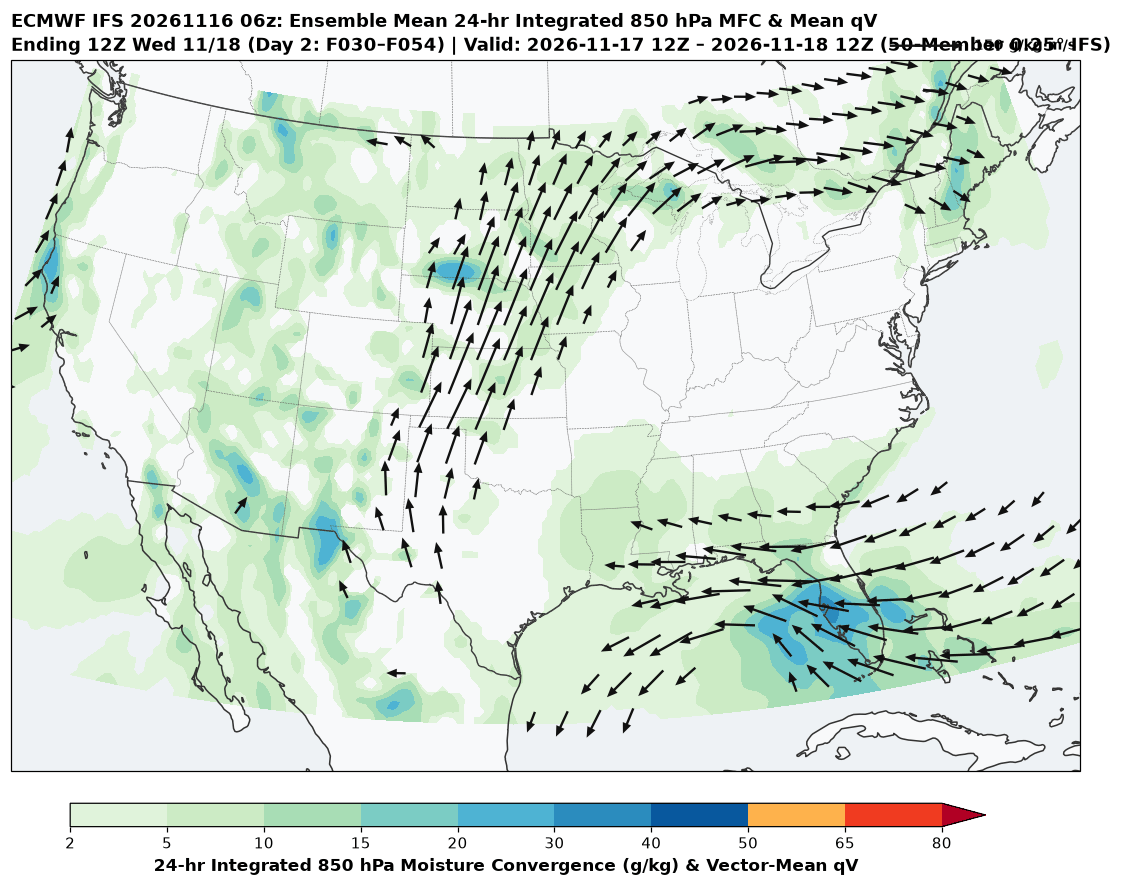 ECMWF IFS 20261116 06z: Ensemble Mean 24-hr Integrated 850 hPa MFC & Mean qV
Ending 12Z Wed 11/18 (Day 2: F030–F054) | Valid: 2026-11-17 12Z – 2026-11-18 12Z (50-Member 0.25° IFS)
150 g/kg·m/s
2 5 10 15 20 30 40 50 65 80
24-hr Integrated 850 hPa Moisture Convergence (g/kg) & Vector-Mean qV